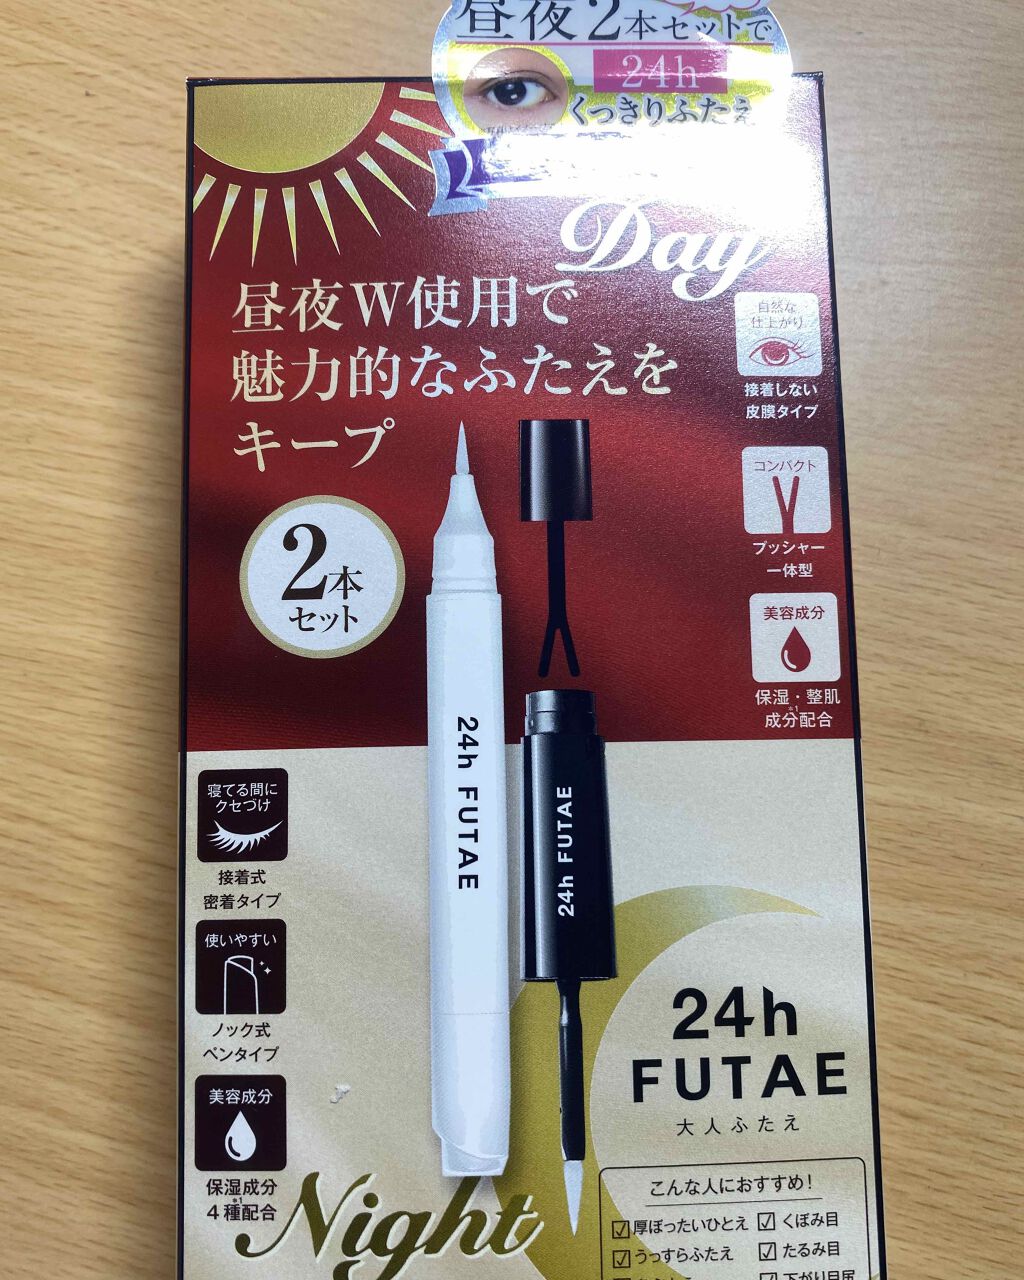 昼夜2本セットで
24h
くっきりふたえ
Day
昼夜W使用で
魅力的なふたえを
キープ
2本
セット
自然な
仕上がり
接着しない
皮膜タイプ
コンパクト
プッシャー
一体型
美容成分
保湿・整肌
成分配合
*1
24h FUTAE
24h FUTAE
寝てる間に
クセづけ
接着式
密着タイプ
使いやすい
ノック式
ペンタイプ
美容成分
保湿成分
4種配合
*1
Night
24h
FUTAE
大人ふたえ
こんな人におすすめ!
☑厚ぼったいひとえ ☑くぼみ目
☑うっすらふたえ ☑たるみ目
下がり目尻